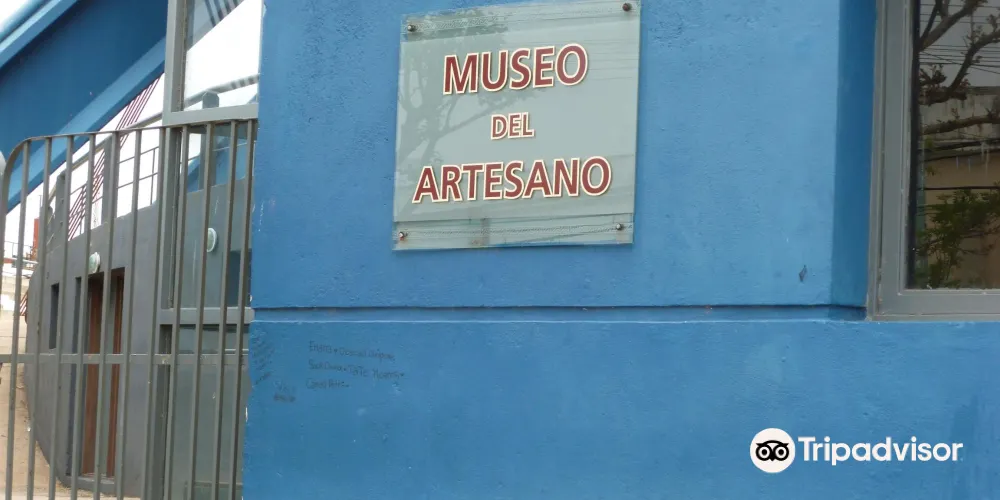 MUSEO
DEL
ARTESANO
Tripadvisor